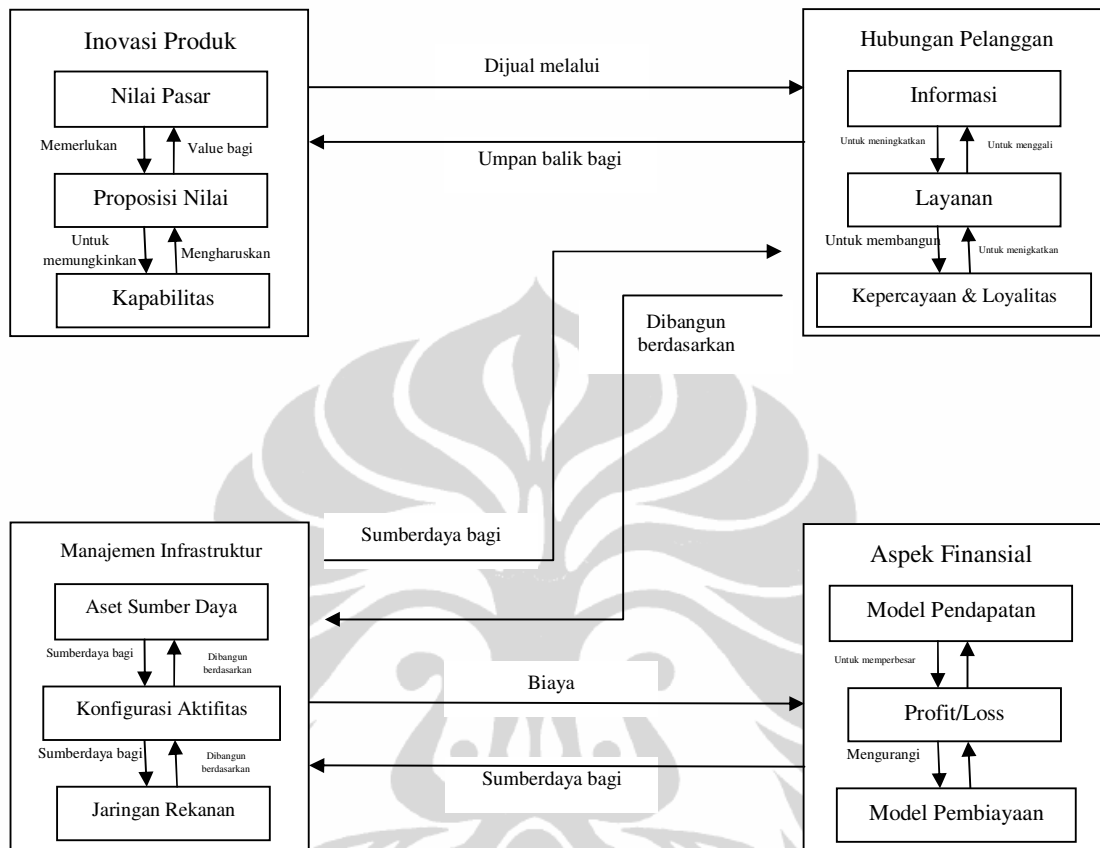 Inovasi Produk
Nilai Pasar
Memerlukan
Value bagi
Proposisi Nilai
Untuk
memungkinkan
Mengharuskan
Kapabilitas
Dijual melalui
Umpan balik bagi
Hubungan Pelanggan
Informasi
Untuk meningkatkan
Untuk menggali
Layanan
Untuk membangun
Untuk menigkatkan
Kepercayaan & Loyalitas
Dibangun
berdasarkan
Sumberdaya bagi
Manajemen Infrastruktur
Aset Sumber Daya
Sumberdaya bagi
Dibangun
berdasarkan
Konfigurasi Aktifitas
Sumberdaya bagi
Dibangun
berdasarkan
Jaringan Rekanan
Biaya
Sumberdaya bagi
Aspek Finansial
Model Pendapatan
Untuk memperbesar
Profit/Loss
Mengurangi
Model Pembiayaan